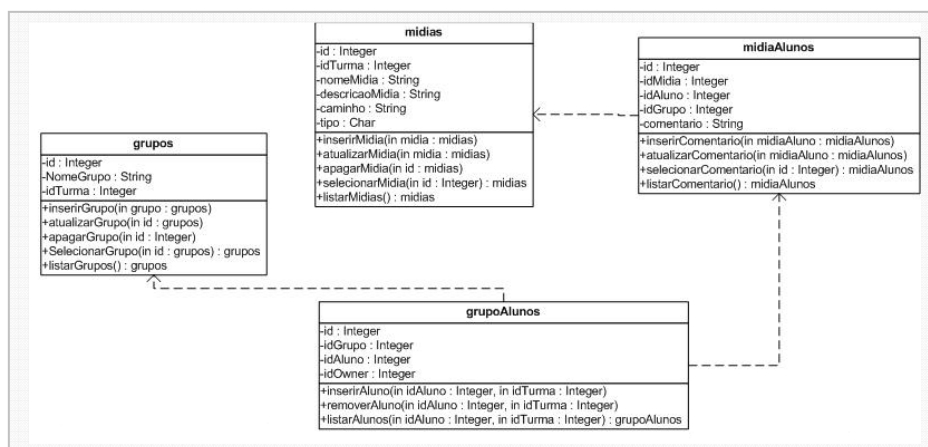 midias
-id : Integer
-idTurma : Integer
-nomeMidia : String
-descricaoMidia : String
-caminho : String
-tipo : Char
+inserirMidia(in midia : midias)
+atualizarMidia(in midia : midias)
+apagarMidia(in id : midias)
+selecionarMidia(in id : Integer) : midias
+listarMidias() : midias
midiaAlunos
-id : Integer
-idMidia : Integer
-idAluno : Integer
-idGrupo : Integer
-comentario : String
+inserirComentario(in midiaAluno : midiaAlunos)
+atualizarComentario(in midiaAluno : midiaAlunos)
+selecionarComentario(in id : Integer) : midiaAlunos
+listarComentario() : midiaAlunos
grupos
-id : Integer
-NomeGrupo : String
-idTurma : Integer
+inserirGrupo(in grupo : grupos)
+atualizarGrupo(in id : grupos)
+apagarGrupo(in id : Integer)
+SelecionarGrupo(in id : grupos) : grupos
+listarGrupos() : grupos
grupoAlunos
-id : Integer
-idGrupo : Integer
-idAluno : Integer
-idOwner : Integer
+inserirAluno(in idAluno : Integer, in idTurma : Integer)
+removerAluno(in idAluno : Integer, in idTurma : Integer)
+listarAlunos(in idAluno : Integer, in idTurma : Integer) : grupoAlunos